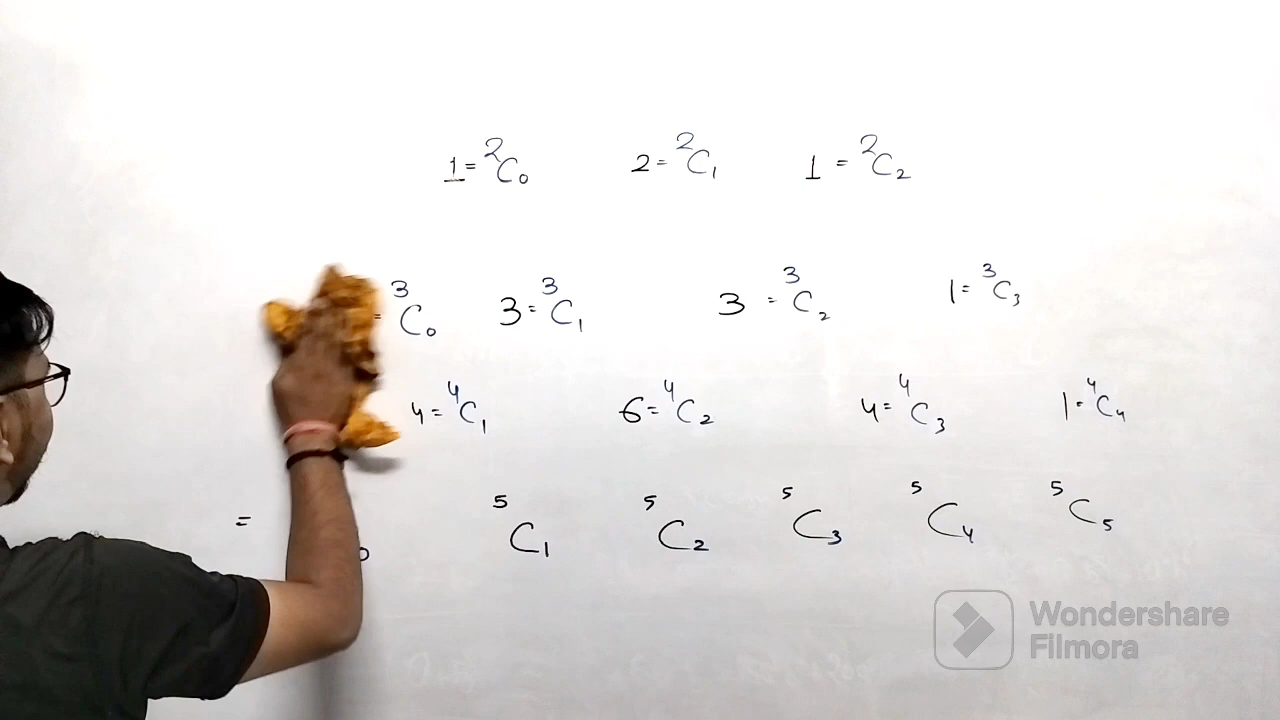 1 = ²C₀ 2 = ²C₁ 1 = ²C₂
= ³C₀ 3 = ³C₁ 3 = ³C₂ 1 = ³C₃
4 = ⁴C₁ 6 = ⁴C₂ 4 = ⁴C₃ 1 = ⁴C₄
= ₀ ⁵C₁ ⁵C₂ ⁵C₃ ⁵C₄ ⁵C₅
Wondershare
Filmora